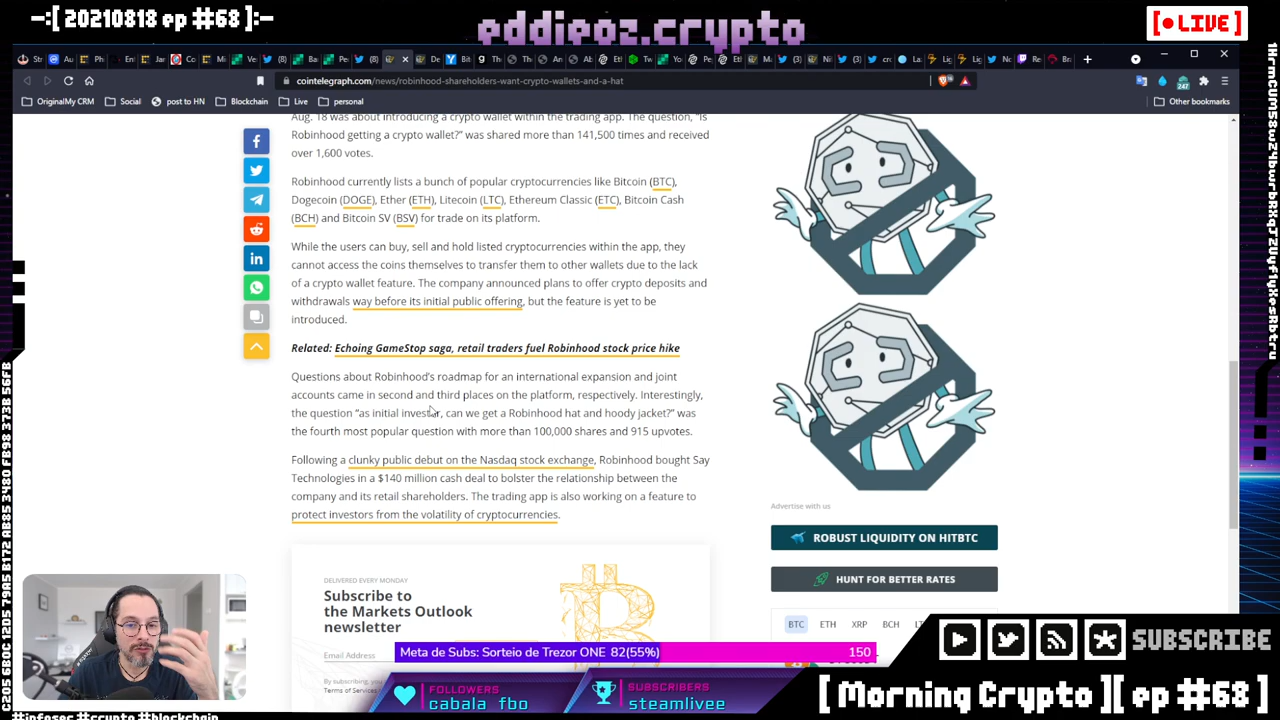 -:[ 20210818 ep #68]:-
eddieoz.crypto
[●LIVE]
cointelegraph.com/news/robinhood-shareholders-want-crypto-wallets-and-a-hat
247
OriginalMy CRM
Social
post to HN
Blockchain
Live
personal
Other bookmarks
Aug. 18 was about introducing a crypto wallet within the trading app. The question, "Is
Robinhood getting a crypto wallet?" was shared more than 141,500 times and received
over 1,600 votes.
Robinhood currently lists a bunch of popular cryptocurrencies like Bitcoin (BTC),
Dogecoin (DOGE), Ether (ETH), Litecoin (LTC), Ethereum Classic (ETC), Bitcoin Cash
(BCH) and Bitcoin SV (BSV) for trade on its platform.
While the users can buy, sell and hold listed cryptocurrencies within the app, they
cannot access the coins themselves to transfer them to other wallets due to the lack
of a crypto wallet feature. The company announced plans to offer crypto deposits and
withdrawals way before its initial public offering, but the feature is yet to be
introduced.
Related: Echoing GameStop saga, retail traders fuel Robinhood stock price hike
Questions about Robinhood's roadmap for an international expansion and joint
accounts came in second and third places on the platform, respectively. Interestingly,
the question "as initial investor, can we get a Robinhood hat and hoody jacket?" was
the fourth most popular question with more than 100,000 shares and 915 upvotes.
Following a clunky public debut on the Nasdaq stock exchange, Robinhood bought Say
Technologies in a $140 million cash deal to bolster the relationship between the
company and its retail shareholders. The trading app is also working on a feature to
protect investors from the volatility of cryptocurrencies.
Advertise with us
ROBUST LIQUIDITY ON HITBTC
HUNT FOR BETTER RATES
BTC ETH XRP BCH
DELIVERED EVERY MONDAY
Subscribe to
the Markets Outlook
newsletter
Email Address
By subscribing, you
Terms of Services
Meta de Subs: Sorteio de Trezor ONE 82(55%) 150
FOLLOWERS
cabala_fbo
SUBSCRIBERS
steamlivee
SUBSCRIBE
[ Morning Crypto ][ ep #68 ]
#infosec #crypto #blockchain